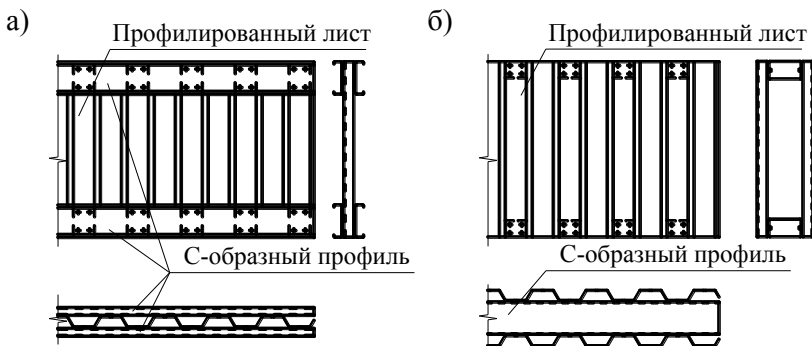 а)
Профилированный лист
С-образный профиль
б)
Профилированный лист
С-образный профиль